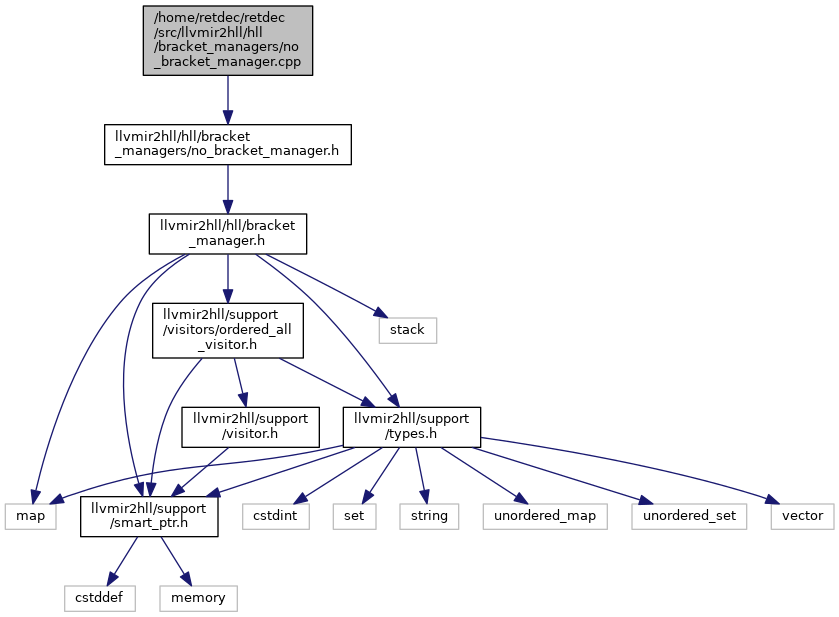 /home/retdec/retdec
/src/llvmir2hll/hll
/bracket_managers/no
_bracket_manager.cpp
llvmir2hll/hll/bracket
_managers/no_bracket_manager.h
llvmir2hll/hll/bracket
_manager.h
llvmir2hll/support
/visitors/ordered_all
_visitor.h
stack
llvmir2hll/support
/visitor.h
llvmir2hll/support
/types.h
map
llvmir2hll/support
/smart_ptr.h
cstdint
set
string
unordered_map
unordered_set
vector
cstddef
memory